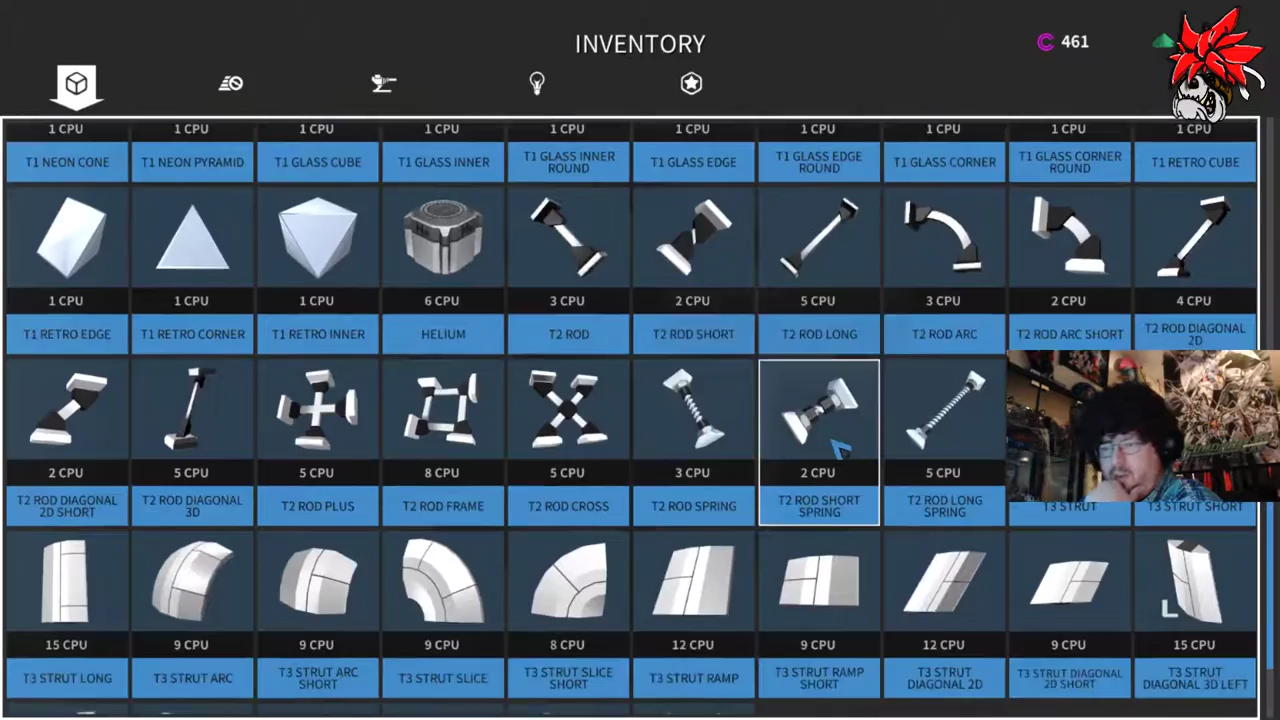 INVENTORY
461
1 CPU
1 CPU
1 CPU
1 CPU
1 CPU
1 CPU
1 CPU
1 CPU
1 CPU
1 CPU
T1 NEON CONE
T1 NEON PYRAMID
T1 GLASS CUBE
T1 GLASS INNER
T1 GLASS INNER
ROUND
T1 GLASS EDGE
T1 GLASS EDGE
ROUND
T1 GLASS CORNER
T1 GLASS CORNER
ROUND
T1 RETRO CUBE
1 CPU
1 CPU
1 CPU
6 CPU
3 CPU
2 CPU
5 CPU
3 CPU
2 CPU
4 CPU
T1 RETRO EDGE
T1 RETRO CORNER
T1 RETRO INNER
HELIUM
T2 ROD
T2 ROD SHORT
T2 ROD LONG
T2 ROD ARC
T2 ROD ARC SHORT
T2 ROD DIAGONAL
2D
2 CPU
5 CPU
5 CPU
8 CPU
5 CPU
3 CPU
2 CPU
5 CPU
T2 ROD DIAGONAL
2D SHORT
T2 ROD DIAGONAL
3D
T2 ROD PLUS
T2 ROD FRAME
T2 ROD CROSS
T2 ROD SPRING
T2 ROD SHORT
SPRING
T2 ROD LONG
SPRING
T3 STRUT
T3 STRUT SHORT
L
15 CPU
9 CPU
9 CPU
9 CPU
8 CPU
12 CPU
9 CPU
12 CPU
9 CPU
15 CPU
T3 STRUT LONG
T3 STRUT ARC
T3 STRUT ARC
SHORT
T3 STRUT SLICE
T3 STRUT SLICE
SHORT
T3 STRUT RAMP
T3 STRUT RAMP
SHORT
T3 STRUT
DIAGONAL 2D
T3 STRUT DIAGONAL
2D SHORT
T3 STRUT
DIAGONAL 3D LEFT